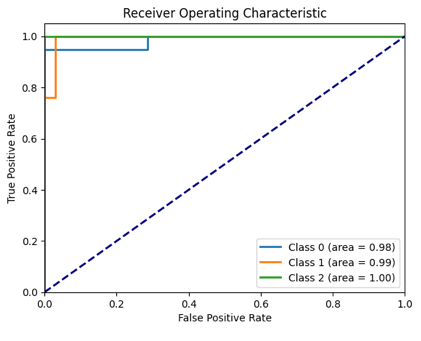 Receiver Operating Characteristic
True Positive Rate
1.0
0.8
0.6
0.4
0.2
0.0
Class 0 (area = 0.98)
Class 1 (area = 0.99)
Class 2 (area = 1.00)
0.0 0.2 0.4 0.6 0.8 1.0
False Positive Rate